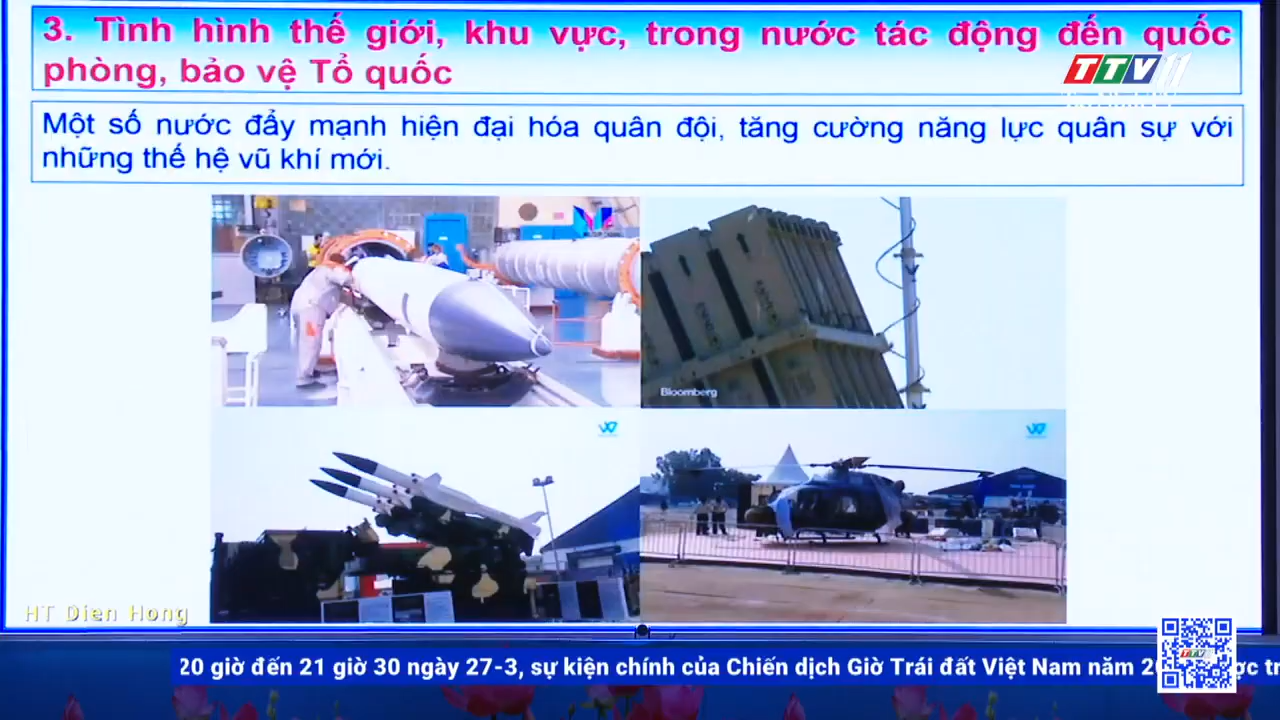 3. Tình hình thế giới, khu vực, trong nước tác động đến quốc
phòng, bảo vệ Tổ quốc
TTV11
Một số nước đẩy mạnh hiện đại hóa quân đội, tăng cường năng lực quân sự với
những thế hệ vũ khí mới.
Bloomberg
HT Dien Hong
20 giờ đến 21 giờ 30 ngày 27-3, sự kiện chính của Chiến dịch Giờ Trái đất Việt Nam năm